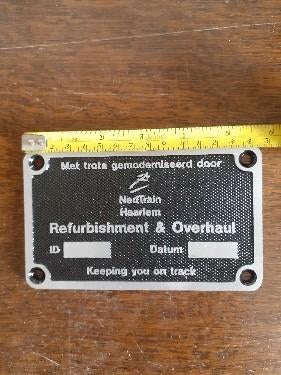 Met trots gemoderniseerd door
NedTrain
Haarlem
Refurbishment & Overhaul
ID Datum
Keeping you on track